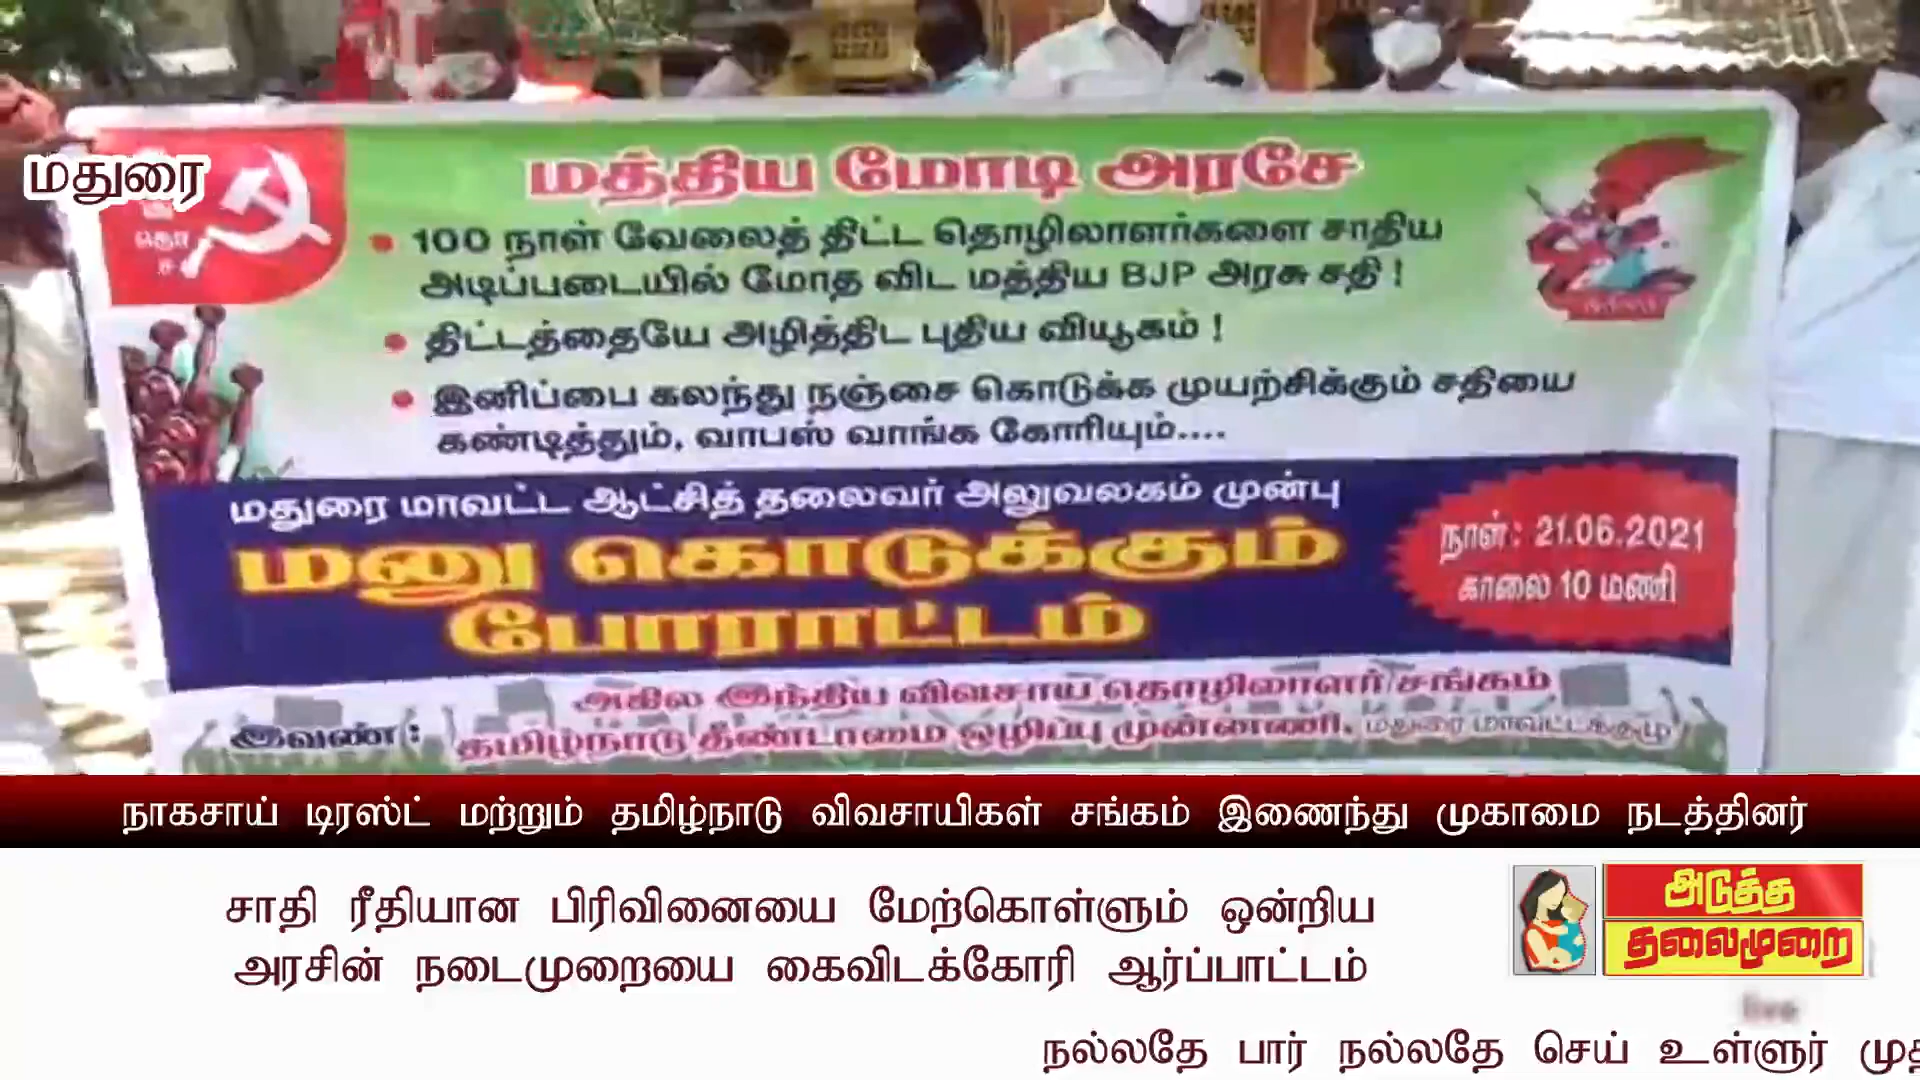 மதுரை
மத்திய மோடி அரசே
• 100 நாள் வேலைத் திட்ட தொழிலாளர்களை சாதிய
அடிப்படையில் மோத விட மத்திய BJP அரசு சதி !
• திட்டத்தையே அழித்திட புதிய வியூகம் !
• இனிப்பை கலந்து நஞ்சை கொடுக்க முயற்சிக்கும் சதியை
கண்டித்தும், வாபஸ் வாங்க கோரியும்....
மதுரை மாவட்ட ஆட்சித் தலைவர் அலுவலகம் முன்பு
மனு கொடுக்கும்
போராட்டம்
நாள்: 21.06.2021
காலை 10 மணி
அகில இந்திய விவசாய தொழிலாளர் சங்கம்,
இவண்: தமிழ்நாடு தீண்டாமை ஒழிப்பு முன்னணி, மதுரை மாவட்டக்குழு
நாகசாய் டிரஸ்ட் மற்றும் தமிழ்நாடு விவசாயிகள் சங்கம் இணைந்து முகாமை நடத்தினர்
சாதி ரீதியான பிரிவினையை மேற்கொள்ளும் ஒன்றிய
அரசின் நடைமுறையை கைவிடக்கோரி ஆர்ப்பாட்டம்
அடுத்த
தலைமுறை
live
நல்லதே பார் நல்லதே செய் உள்ளுர்